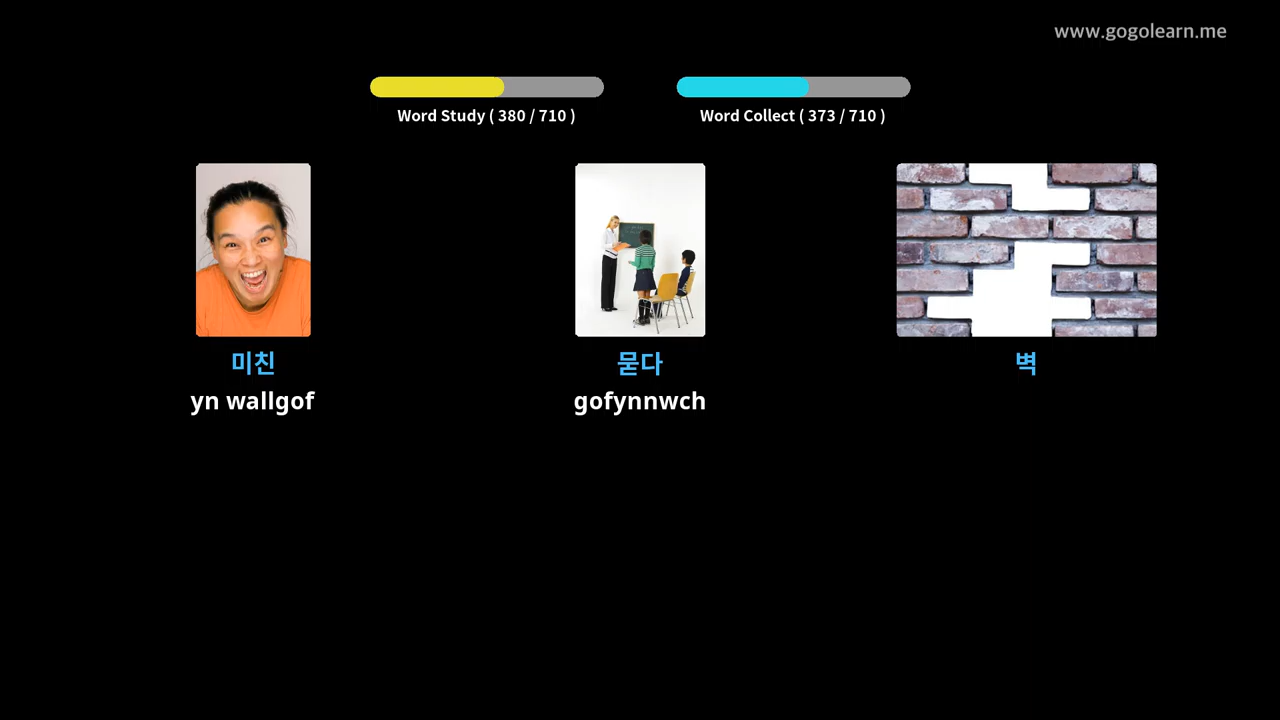 www.gogolearn.me
Word Study ( 380 / 710 )
Word Collect ( 373 / 710 )
미친
묻다
벽
yn wallgof
gofynnwch